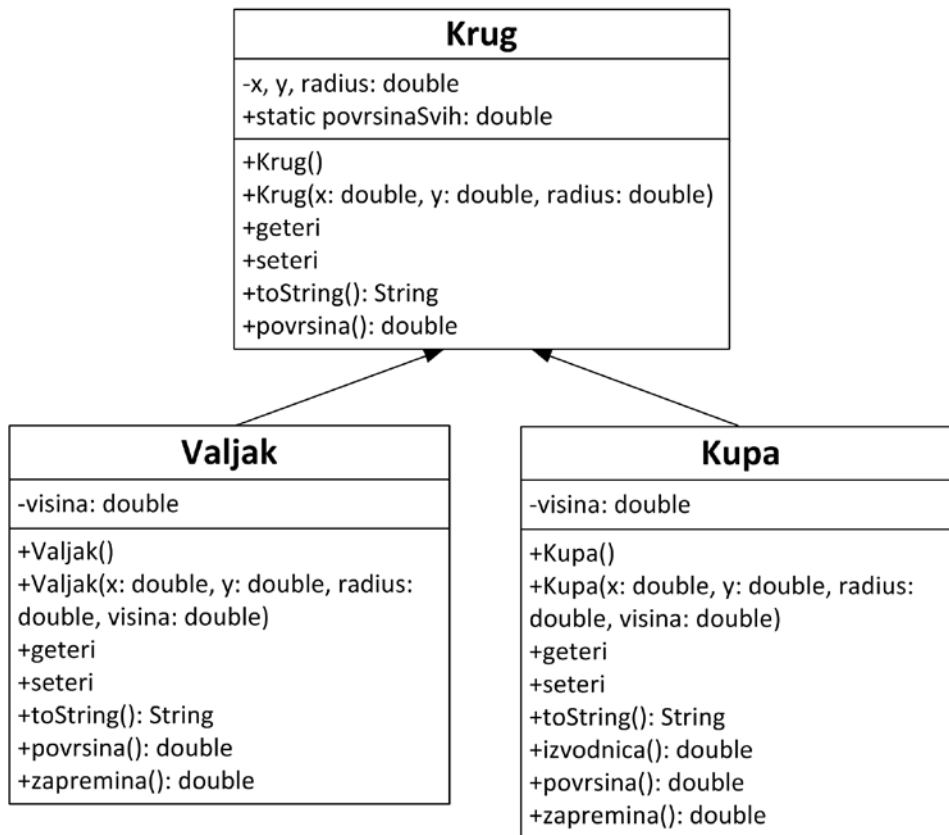 Krug
-x, y, radius: double
+static povrsinaSvih: double
+Krug()
+Krug(x: double, y: double, radius: double)
+geteri
+seteri
+toString(): String
+povrsina(): double
Valjak
-visina: double
+Valjak()
+Valjak(x: double, y: double, radius:
double, visina: double)
+geteri
+seteri
+toString(): String
+povrsina(): double
+zapremina(): double
Kupa
-visina: double
+Kupa()
+Kupa(x: double, y: double, radius:
double, visina: double)
+geteri
+seteri
+toString(): String
+izvodnica(): double
+povrsina(): double
+zapremina(): double